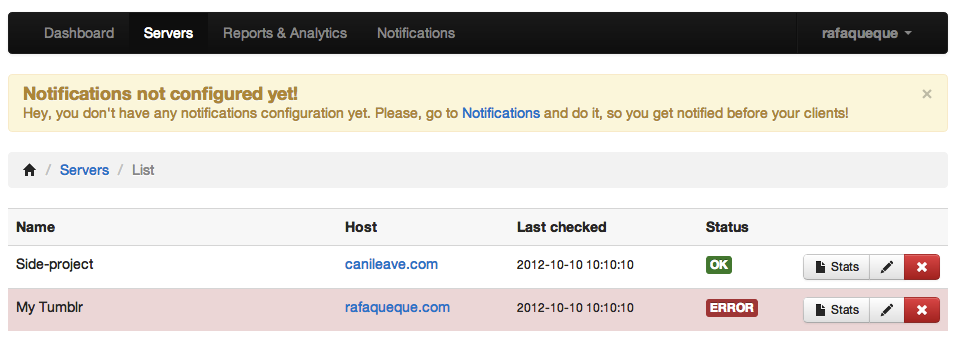 Dashboard Servers Reports & Analytics Notifications rafaqueque
Notifications not configured yet! ×
Hey, you don't have any notifications configuration yet. Please, go to Notifications and do it, so you get notified before your clients!
/ Servers / List
Name Host Last checked Status
Side-project canileave.com 2012-10-10 10:10:10 OK Stats
My Tumblr rafaqueque.com 2012-10-10 10:10:10 ERROR Stats